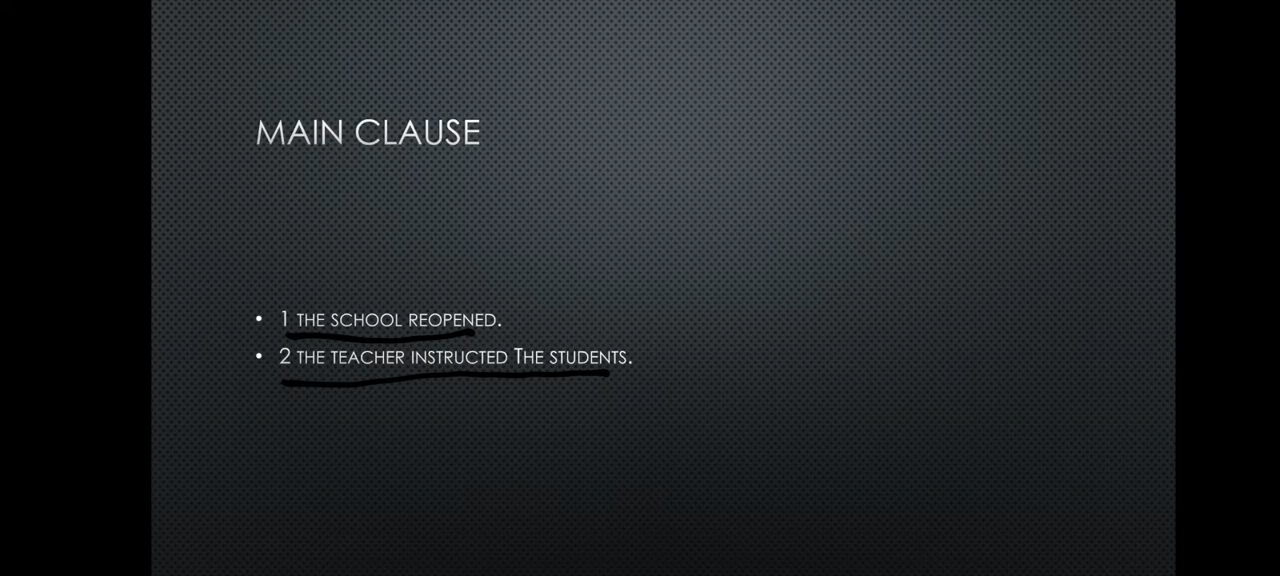 MAIN CLAUSE
• 1 THE SCHOOL REOPENED.
• 2 THE TEACHER INSTRUCTED THE STUDENTS.